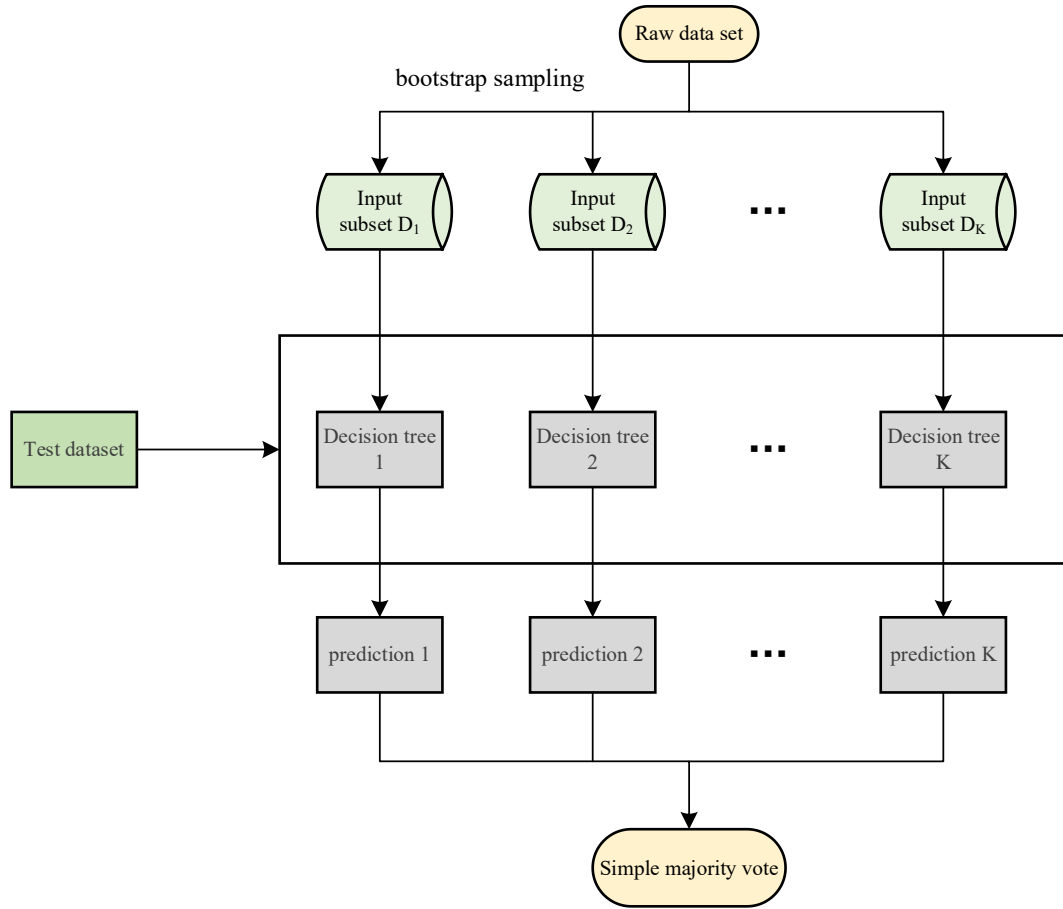 Raw data set
bootstrap sampling
Input
subset D₁
Input
subset D₂
...
Input
subset D_K
Test dataset
Decision tree
1
Decision tree
2
...
Decision tree
K
prediction 1
prediction 2
...
prediction K
Simple majority vote